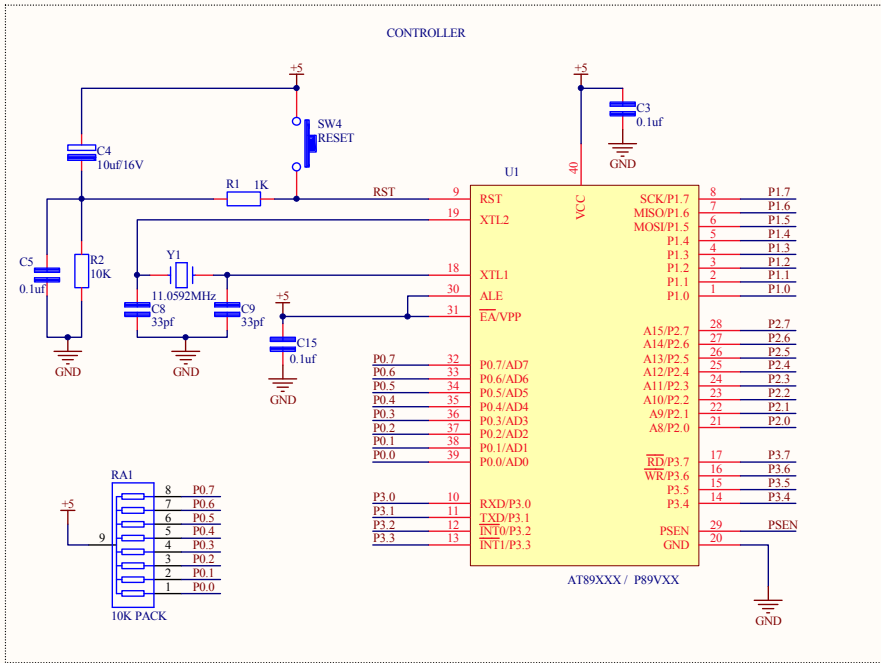 CONTROLLER
+5
+5
C4
10uf/16V
SW4
RESET
C3
0.1uf
GND
R1 1K
RST
U1
40
VCC
9 RST
19 XTL2
18 XTL1
30 ALE
31 EA/VPP
C5
0.1uf
R2
10K
GND
Y1
11.0592MHz
C8
33pf
C9
33pf
GND
+5
C15
0.1uf
GND
P0.7 32 P0.7/AD7
P0.6 33 P0.6/AD6
P0.5 34 P0.5/AD5
P0.4 35 P0.4/AD4
P0.3 36 P0.3/AD3
P0.2 37 P0.2/AD2
P0.1 38 P0.1/AD1
P0.0 39 P0.0/AD0
P3.0 10 RXD/P3.0
P3.1 11 TXD/P3.1
P3.2 12 INT0/P3.2
P3.3 13 INT1/P3.3
SCK/P1.7 8 P1.7
MISO/P1.6 7 P1.6
MOSI/P1.5 6 P1.5
P1.4 5 P1.4
P1.3 4 P1.3
P1.2 3 P1.2
P1.1 2 P1.1
P1.0 1 P1.0
A15/P2.7 28 P2.7
A14/P2.6 27 P2.6
A13/P2.5 26 P2.5
A12/P2.4 25 P2.4
A11/P2.3 24 P2.3
A10/P2.2 23 P2.2
A9/P2.1 22 P2.1
A8/P2.0 21 P2.0
RD/P3.7 17 P3.7
WR/P3.6 16 P3.6
P3.5 15 P3.5
P3.4 14 P3.4
PSEN 29 PSEN
GND 20
AT89XXX / P89VXX
GND
RA1
+5
9
8 P0.7
7 P0.6
6 P0.5
5 P0.4
4 P0.3
3 P0.2
2 P0.1
1 P0.0
10K PACK